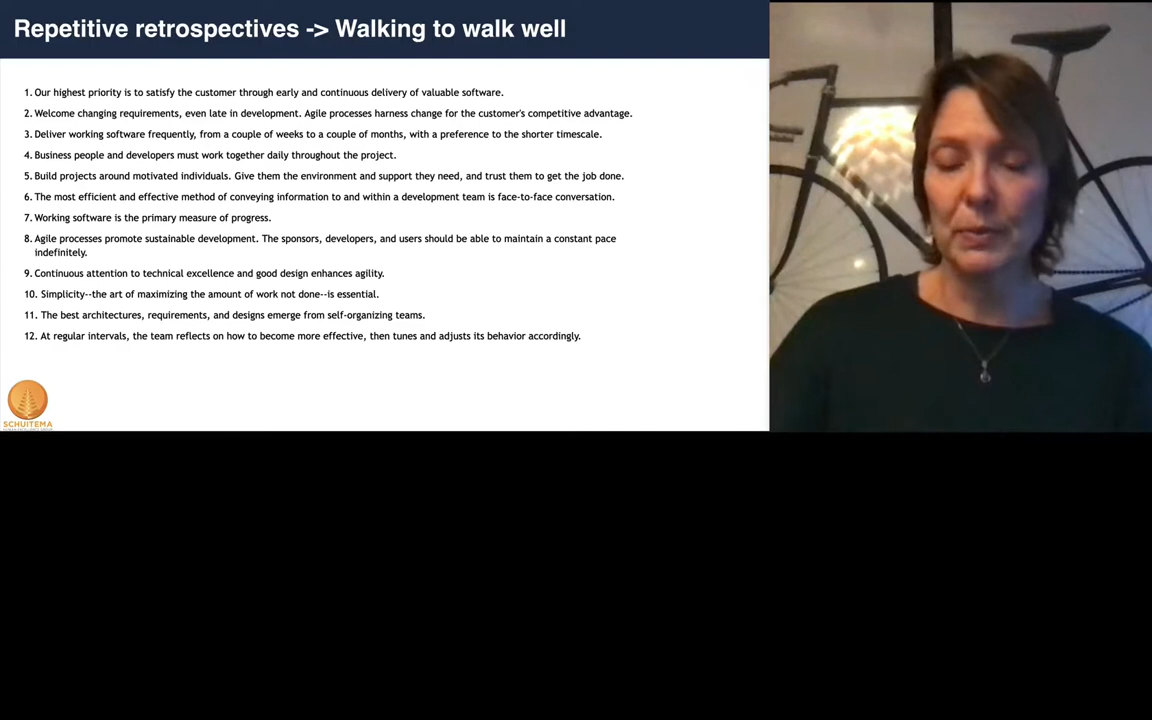 Repetitive retrospectives -> Walking to walk well
1. Our highest priority is to satisfy the customer through early and continuous delivery of valuable software.
2. Welcome changing requirements, even late in development. Agile processes harness change for the customer's competitive advantage.
3. Deliver working software frequently, from a couple of weeks to a couple of months, with a preference to the shorter timescale.
4. Business people and developers must work together daily throughout the project.
5. Build projects around motivated individuals. Give them the environment and support they need, and trust them to get the job done.
6. The most efficient and effective method of conveying information to and within a development team is face-to-face conversation.
7. Working software is the primary measure of progress.
8. Agile processes promote sustainable development. The sponsors, developers, and users should be able to maintain a constant pace
indefinitely.
9. Continuous attention to technical excellence and good design enhances agility.
10. Simplicity--the art of maximizing the amount of work not done--is essential.
11. The best architectures, requirements, and designs emerge from self-organizing teams.
12. At regular intervals, the team reflects on how to become more effective, then tunes and adjusts its behavior accordingly.
SCHUITEMA